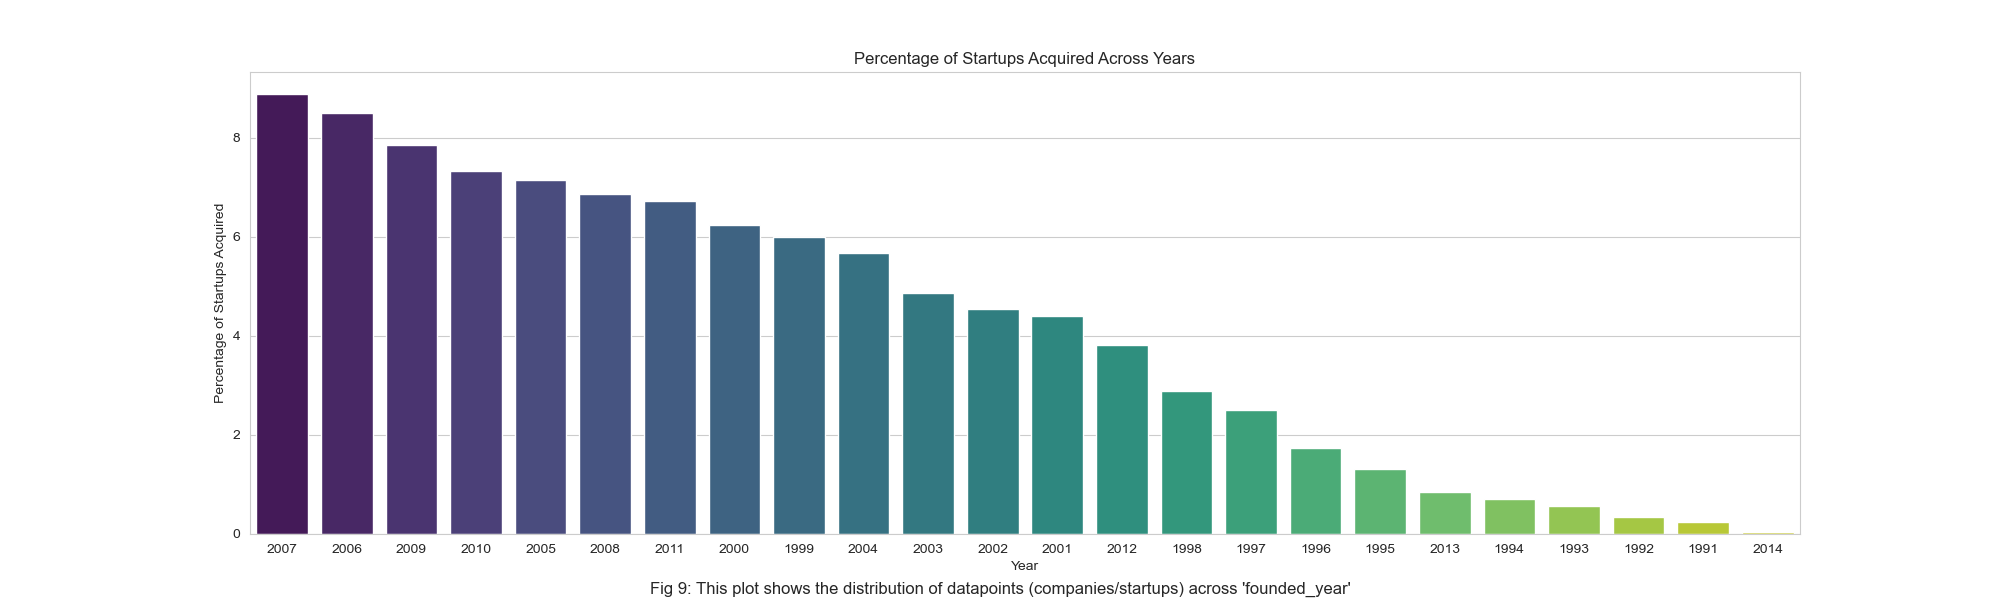 Percentage of Startups Acquired Across Years
Percentage of Startups Acquired
8
6
4
2
0
2007 2006 2009 2010 2005 2008 2011 2000 1999 2004 2003 2002 2001 2012 1998 1997 1996 1995 2013 1994 1993 1992 1991 2014
Year
Fig 9: This plot shows the distribution of datapoints (companies/startups) across 'founded_year'